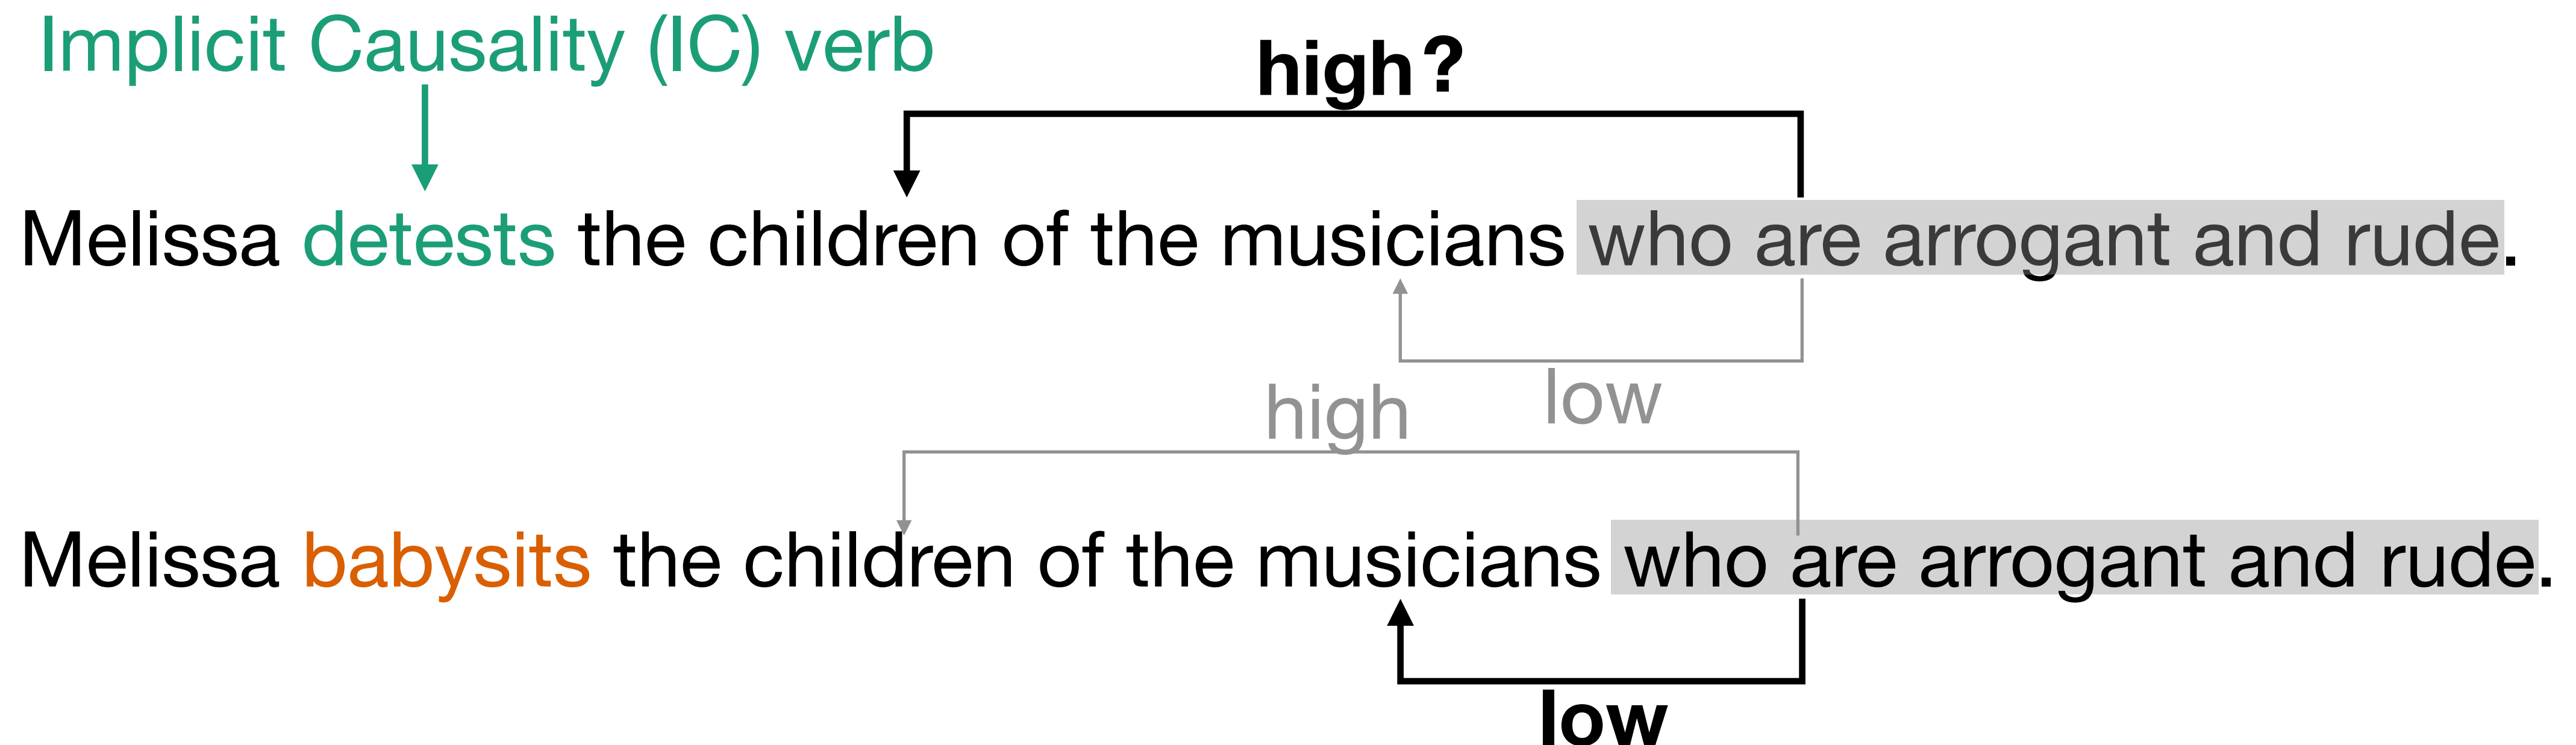 Implicit Causality (IC) verb
high?
Melissa detests the children of the musicians who are arrogant and rude.
low
high
Melissa babysits the children of the musicians who are arrogant and rude.
low